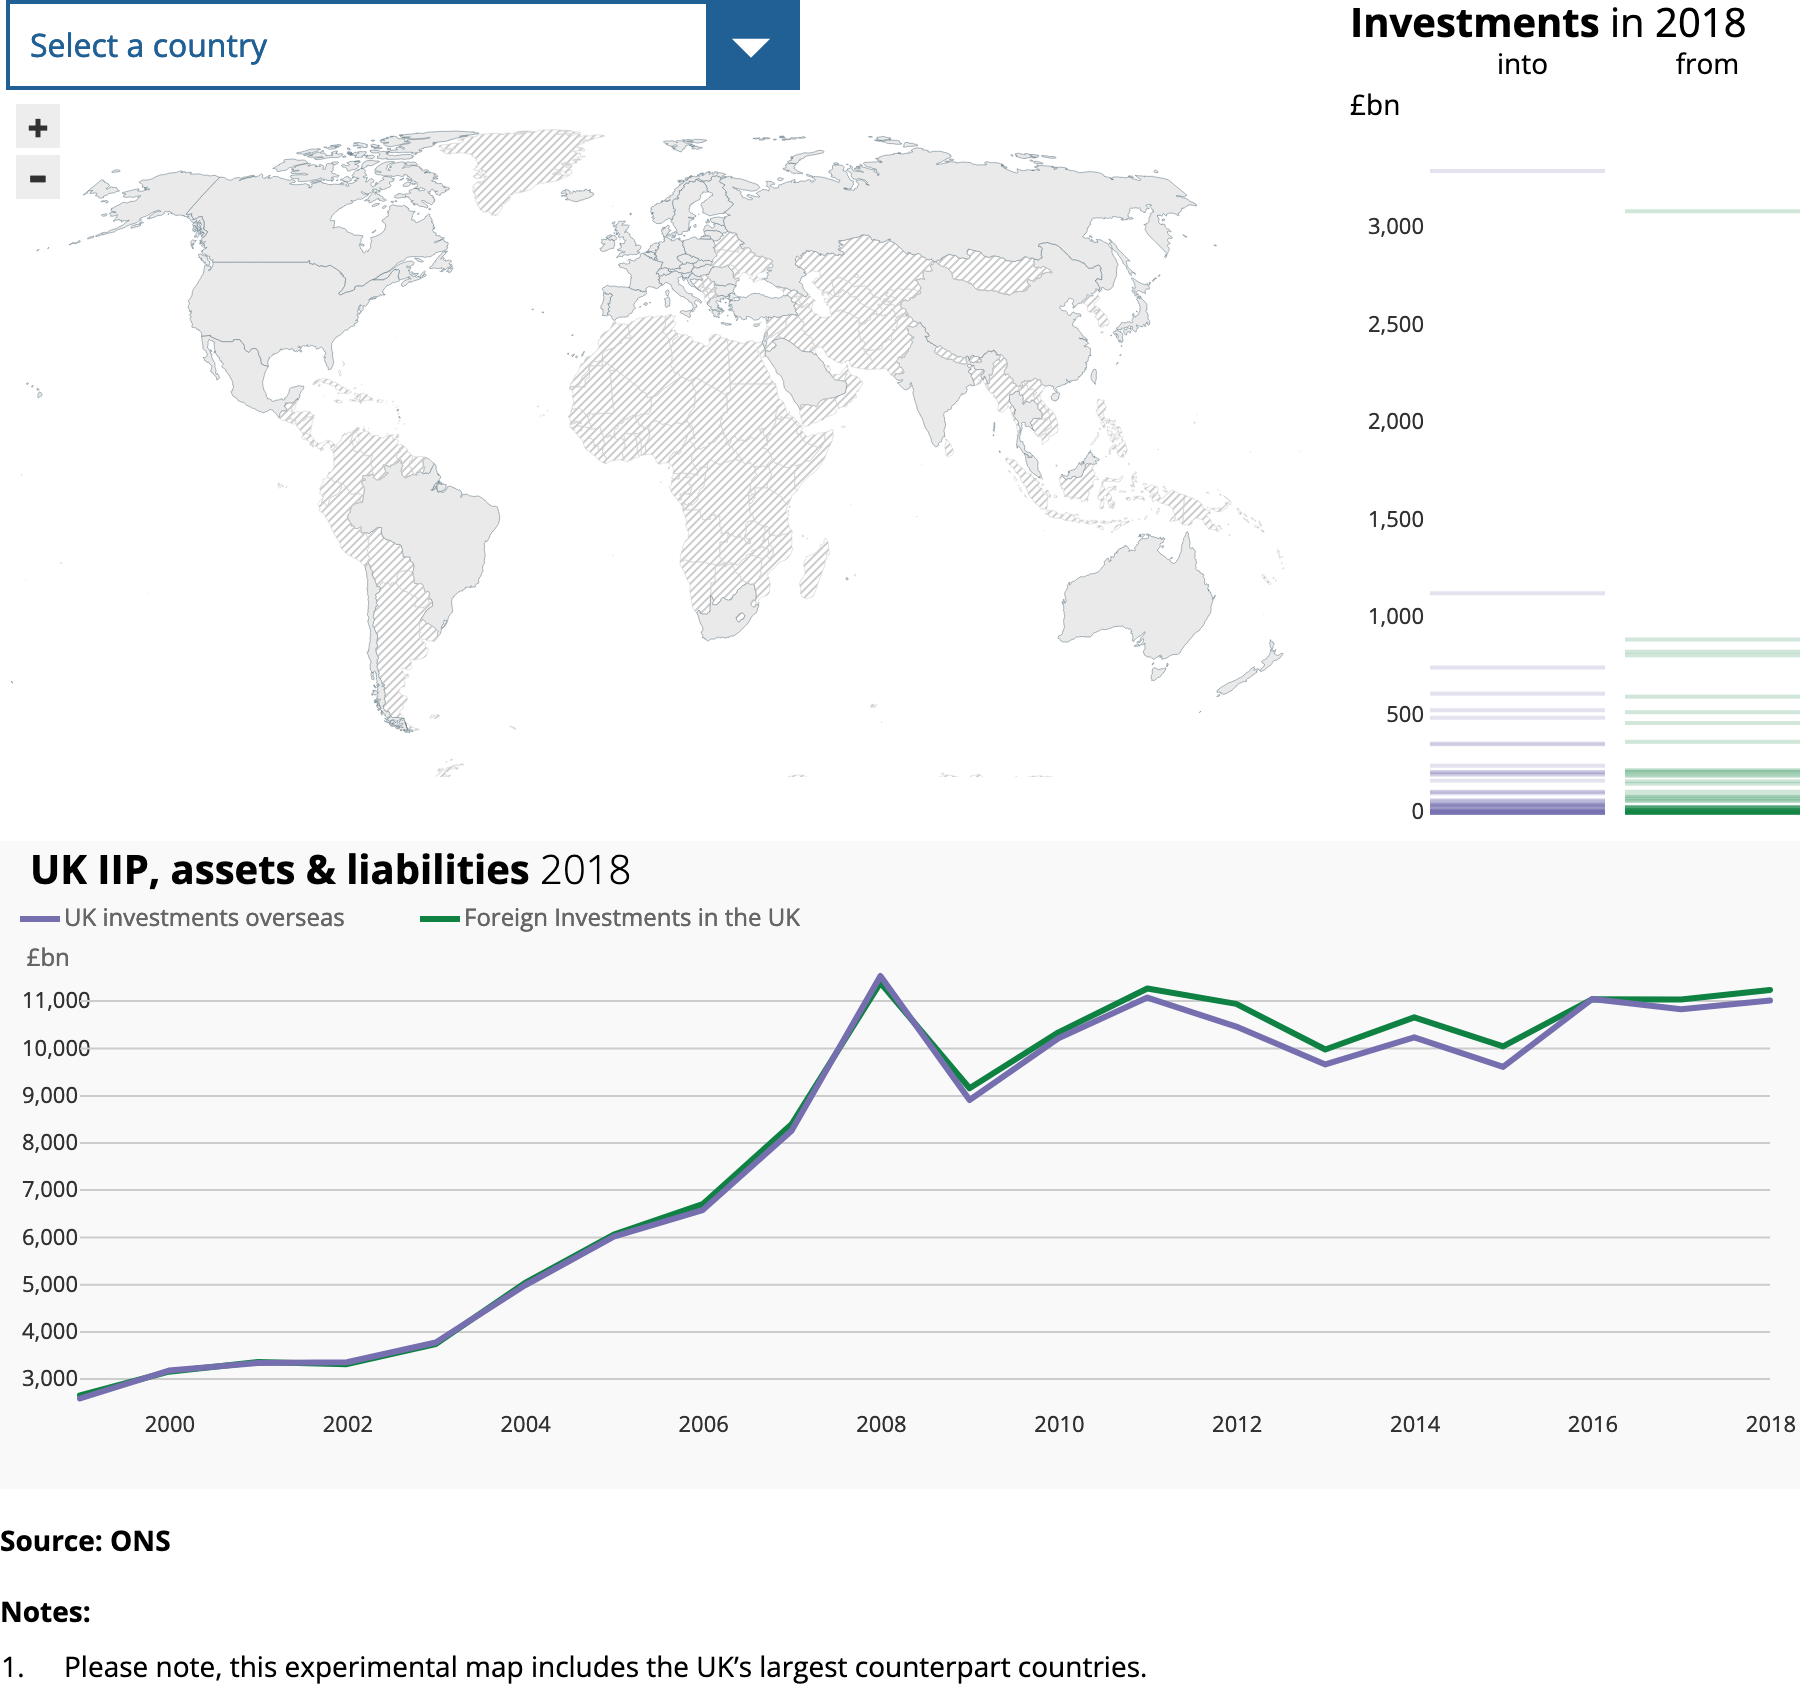 Select a country
Investments in 2018
into from
£bn
+
-
3,000
2,500
2,000
1,500
1,000
500
0
UK IIP, assets & liabilities 2018
UK investments overseas Foreign Investments in the UK
£bn
11,000
10,000
9,000
8,000
7,000
6,000
5,000
4,000
3,000
2000 2002 2004 2006 2008 2010 2012 2014 2016 2018
Source: ONS
Notes:
1. Please note, this experimental map includes the UK’s largest counterpart countries.